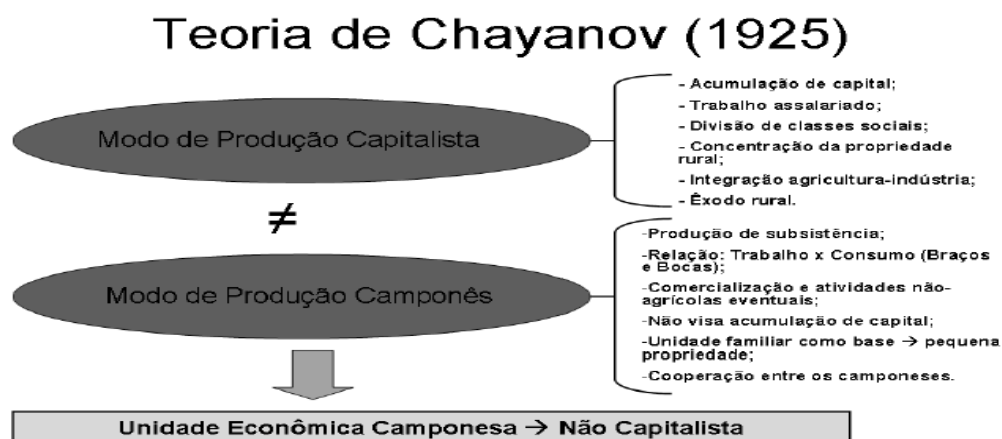 Teoria de Chayanov (1925)
Modo de Produção Capitalista
- Acumulação de capital;
- Trabalho assalariado;
- Divisão de classes sociais;
- Concentração da propriedade
rural;
- Integração agricultura-indústria;
- Êxodo rural.
≠
Modo de Produção Camponês
-Produção de subsistência;
-Relação: Trabalho x Consumo (Braços
e Bocas);
-Comercialização e atividades não-
agrícolas eventuais;
-Não visa acumulação de capital;
-Unidade familiar como base → pequena
propriedade;
-Cooperação entre os camponeses.
Unidade Econômica Camponesa → Não Capitalista